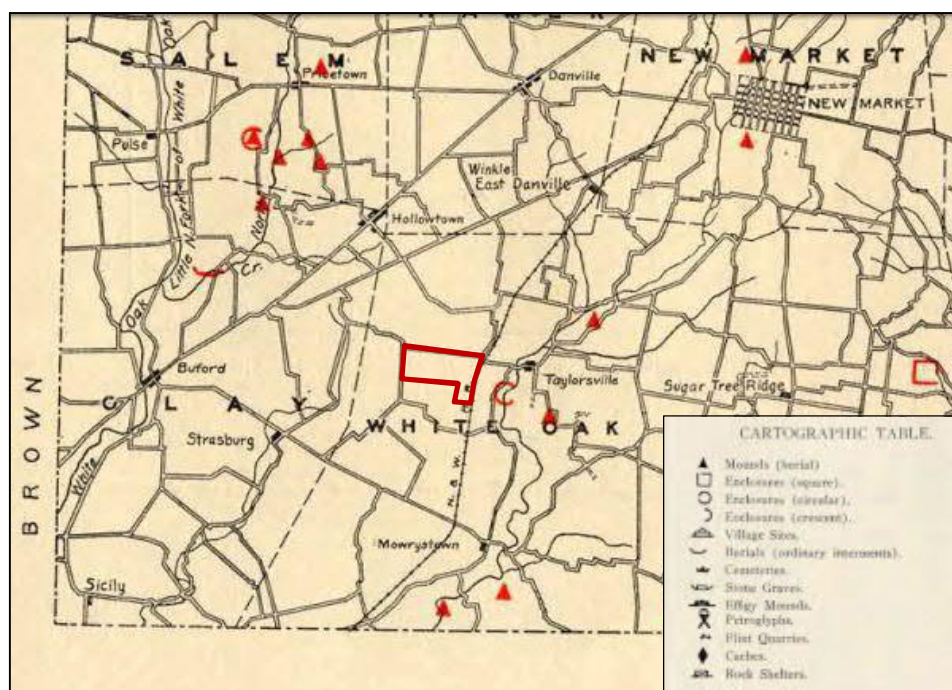 SALEM
Pricetown
Danville
NEW MARKET
NEW MARKET
Pulse
Oak
Little N. Fork of White
Winkle
East Danville
Hollowtown
Nor
Cr.
Oak
Buford
Taylorsville
Sugar Tree Ridge
BROWN
CLAY
WHITE OAK
Strasburg
White
N. & W.
Mowrystown
Sicily
CARTOGRAPHIC TABLE.
Mounds (burial)
Enclosures (square).
Enclosures (circular).
Enclosures (crescent).
Village Sites.
Burials (ordinary interments).
Cemeteries.
Stone Graves.
Effigy Mounds.
Petroglyphs.
Flint Quarries.
Caches.
Rock Shelters.